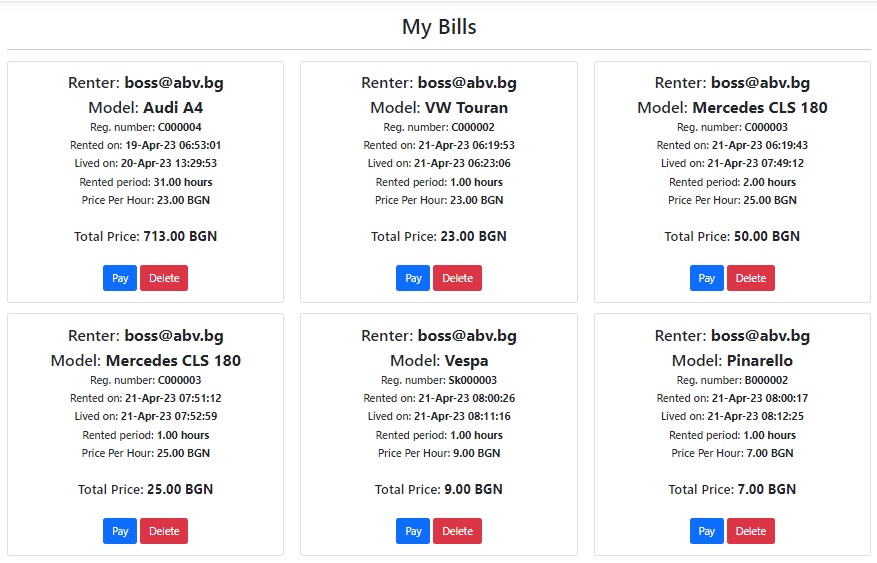 My Bills
Renter: boss@abv.bg
Model: Audi A4
Reg. number: C000004
Rented on: 19-Apr-23 06:53:01
Lived on: 20-Apr-23 13:29:53
Rented period: 31.00 hours
Price Per Hour: 23.00 BGN
Total Price: 713.00 BGN
Pay Delete
Renter: boss@abv.bg
Model: VW Touran
Reg. number: C000002
Rented on: 21-Apr-23 06:19:53
Lived on: 21-Apr-23 06:23:06
Rented period: 1.00 hours
Price Per Hour: 23.00 BGN
Total Price: 23.00 BGN
Pay Delete
Renter: boss@abv.bg
Model: Mercedes CLS 180
Reg. number: C000003
Rented on: 21-Apr-23 06:19:43
Lived on: 21-Apr-23 07:49:12
Rented period: 2.00 hours
Price Per Hour: 25.00 BGN
Total Price: 50.00 BGN
Pay Delete
Renter: boss@abv.bg
Model: Mercedes CLS 180
Reg. number: C000003
Rented on: 21-Apr-23 07:51:12
Lived on: 21-Apr-23 07:52:59
Rented period: 1.00 hours
Price Per Hour: 25.00 BGN
Total Price: 25.00 BGN
Pay Delete
Renter: boss@abv.bg
Model: Vespa
Reg. number: Sk000003
Rented on: 21-Apr-23 08:00:26
Lived on: 21-Apr-23 08:11:16
Rented period: 1.00 hours
Price Per Hour: 9.00 BGN
Total Price: 9.00 BGN
Pay Delete
Renter: boss@abv.bg
Model: Pinarello
Reg. number: B000002
Rented on: 21-Apr-23 08:00:17
Lived on: 21-Apr-23 08:12:25
Rented period: 1.00 hours
Price Per Hour: 7.00 BGN
Total Price: 7.00 BGN
Pay Delete